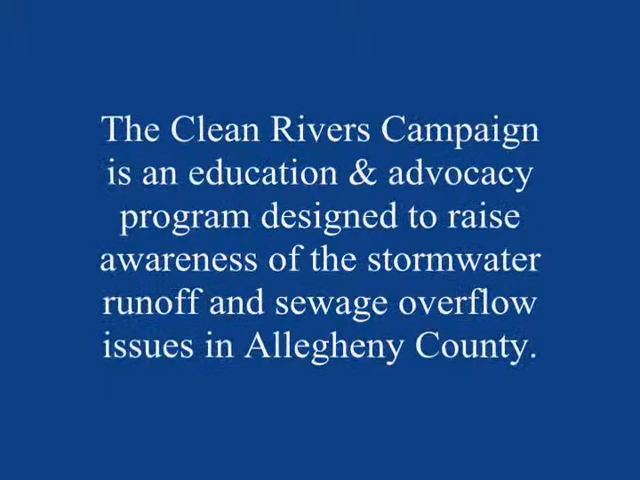 The Clean Rivers Campaign
is an education & advocacy
program designed to raise
awareness of the stormwater
runoff and sewage overflow
issues in Allegheny County.